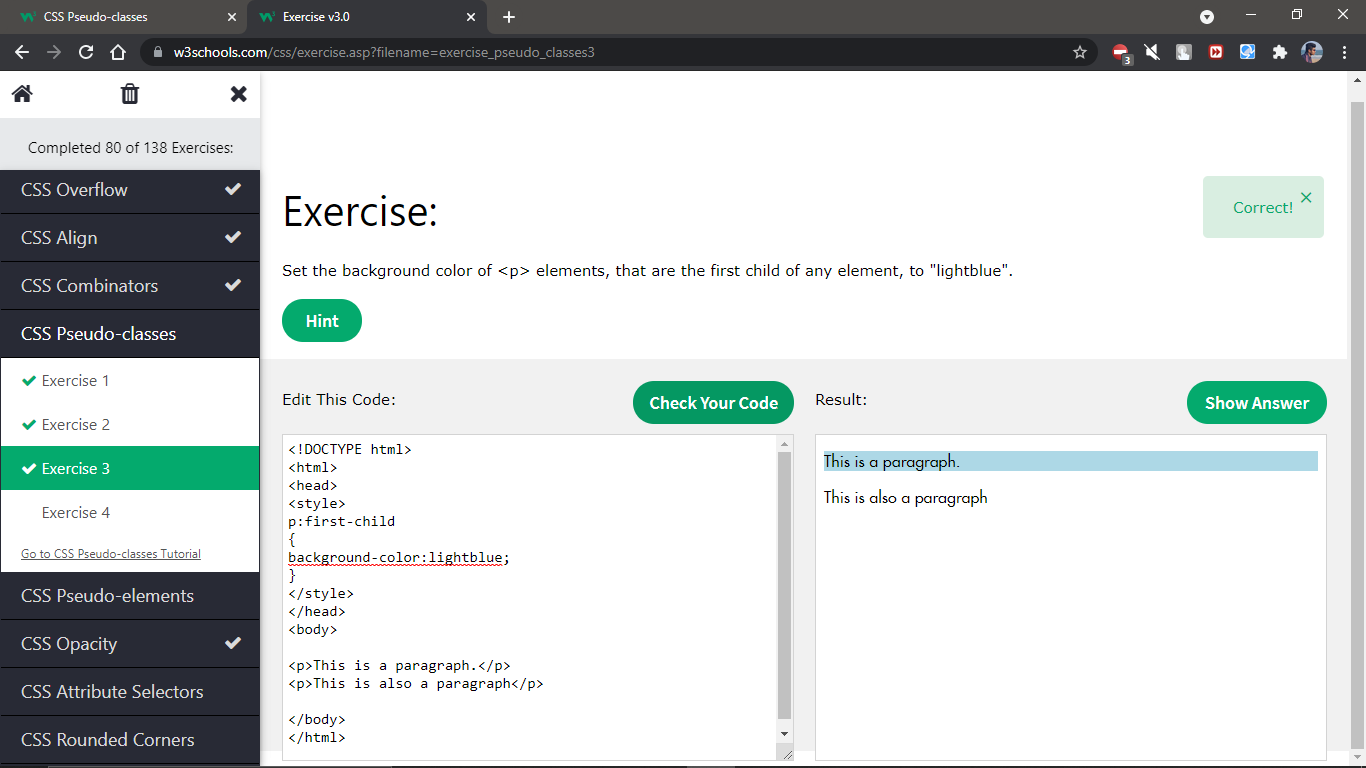 CSS Pseudo-classes
Exercise v3.0
w3schools.com/css/exercise.asp?filename=exercise_pseudo_classes3
3
Completed 80 of 138 Exercises:
CSS Overflow
CSS Align
CSS Combinators
CSS Pseudo-classes
Exercise 1
Exercise 2
Exercise 3
Exercise 4
Go to CSS Pseudo-classes Tutorial
CSS Pseudo-elements
CSS Opacity
CSS Attribute Selectors
CSS Rounded Corners
Exercise:
Correct!
Set the background color of <p> elements, that are the first child of any element, to "lightblue".
Hint
Edit This Code:
Check Your Code
<!DOCTYPE html>
<html>
<head>
<style>
p:first-child
{
background-color:lightblue;
}
</style>
</head>
<body>
<p>This is a paragraph.</p>
<p>This is also a paragraph</p>
</body>
</html>
Result:
Show Answer
This is a paragraph.
This is also a paragraph